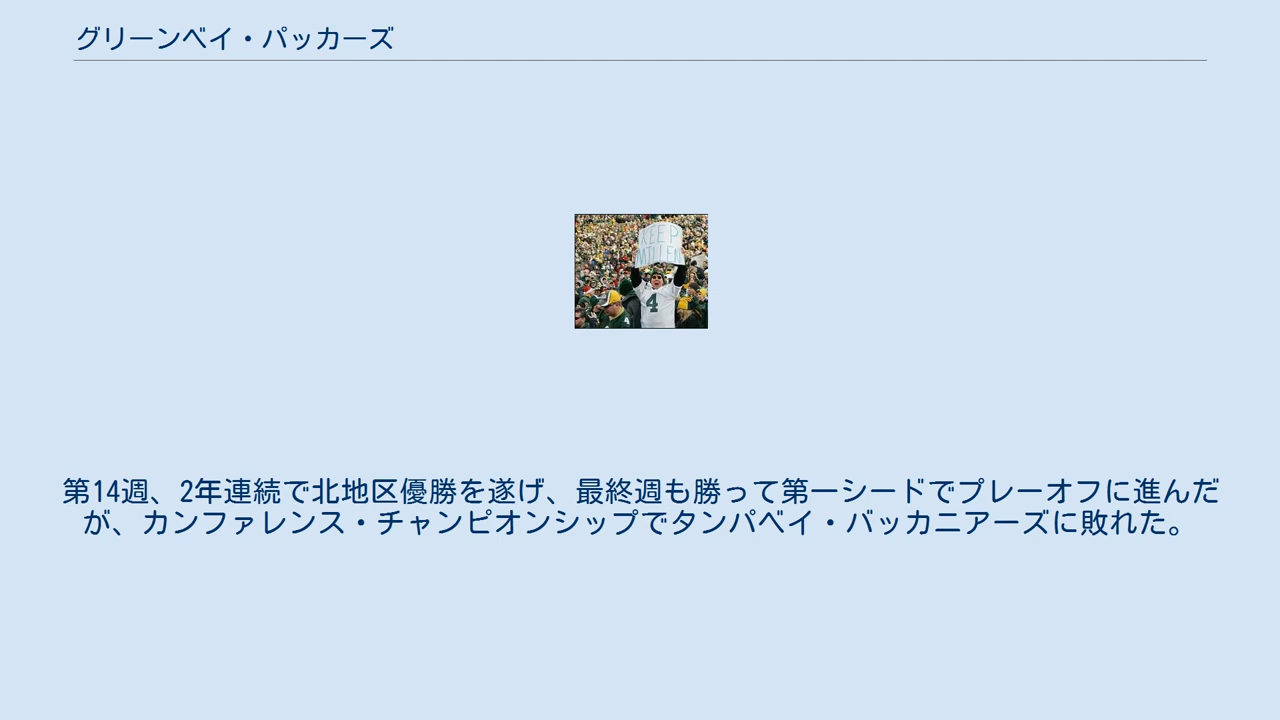 グリーンベイ・パッカーズ
KEEP
4
4
第14週、2年連続で北地区優勝を遂げ、最終週も勝って第一シードでプレーオフに進んだ
が、カンファレンス・チャンピオンシップでタンパベイ・バッカニアーズに敗れた。